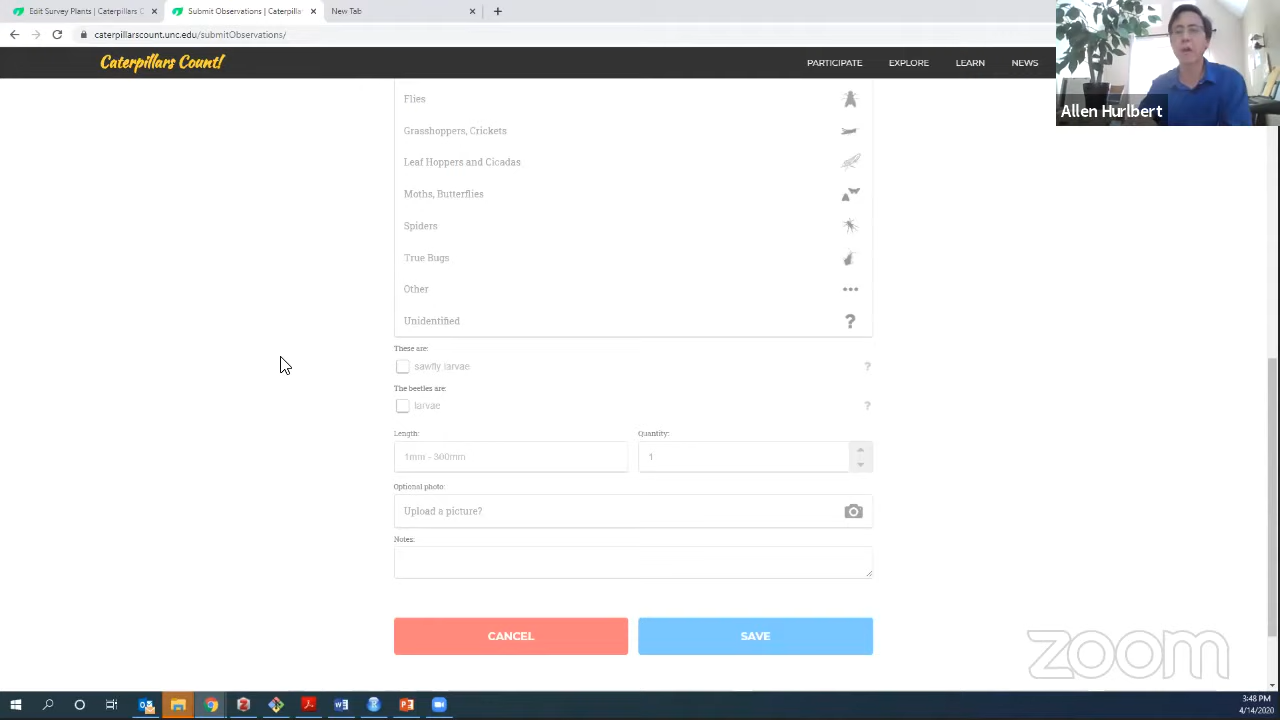 Edit Survey Plants | Caterpillars C
Submit Observations | Caterpillar
New Tab
caterpillarscount.unc.edu/submitObservations/
Caterpillars Count!
PARTICIPATE
EXPLORE
LEARN
NEWS
Allen Hurlbert
Flies
Grasshoppers, Crickets
Leaf Hoppers and Cicadas
Moths, Butterflies
Spiders
True Bugs
Other
Unidentified
?
These are:
sawfly larvae ?
The beetles are:
larvae ?
Length: Quantity:
1mm - 300mm 1
Optional photo:
Upload a picture?
Notes:
CANCEL SAVE
zoom
3:48 PM
4/14/2020